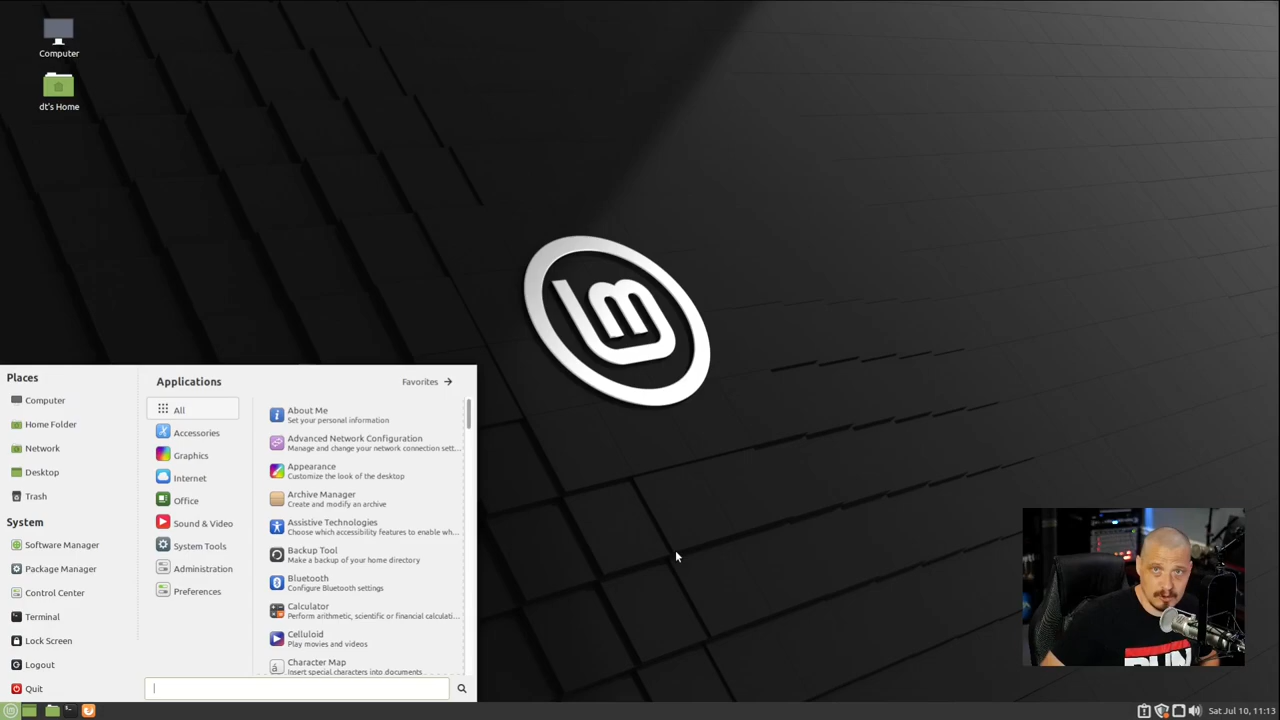 Computer
dt's Home
Places
Computer
Home Folder
Network
Desktop
Trash
System
Software Manager
Package Manager
Control Center
Terminal
Lock Screen
Logout
Quit
Applications
Favorites
All
Accessories
Graphics
Internet
Office
Sound & Video
System Tools
Administration
Preferences
About Me
Set your personal information
Advanced Network Configuration
Manage and change your network connection sett...
Appearance
Customize the look of the desktop
Archive Manager
Create and modify an archive
Assistive Technologies
Choose which accessibility features to enable wh...
Backup Tool
Make a backup of your home directory
Bluetooth
Configure Bluetooth settings
Calculator
Perform arithmetic, scientific or financial calculati...
Celluloid
Play movies and videos
Character Map
Insert special characters into documents
RUN
Sat Jul 10, 11:13